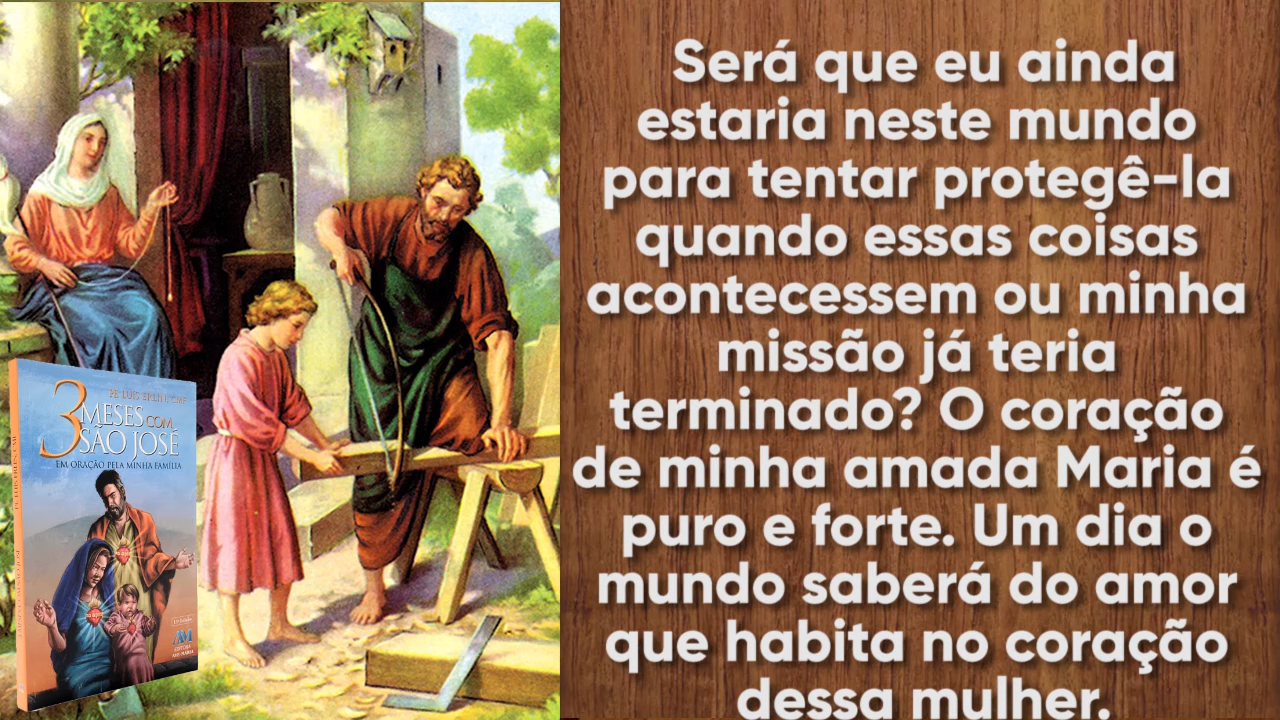 Será que eu ainda
estaria neste mundo
para tentar protegê-la
quando essas coisas
acontecessem ou minha
missão já teria
terminado? O coração
de minha amada Maria é
puro e forte. Um dia o
mundo saberá do amor
que habita no coração
dessa mulher.
3
MESES COM
SÃO JOSÉ
EM ORAÇÃO PELA MINHA FAMÍLIA